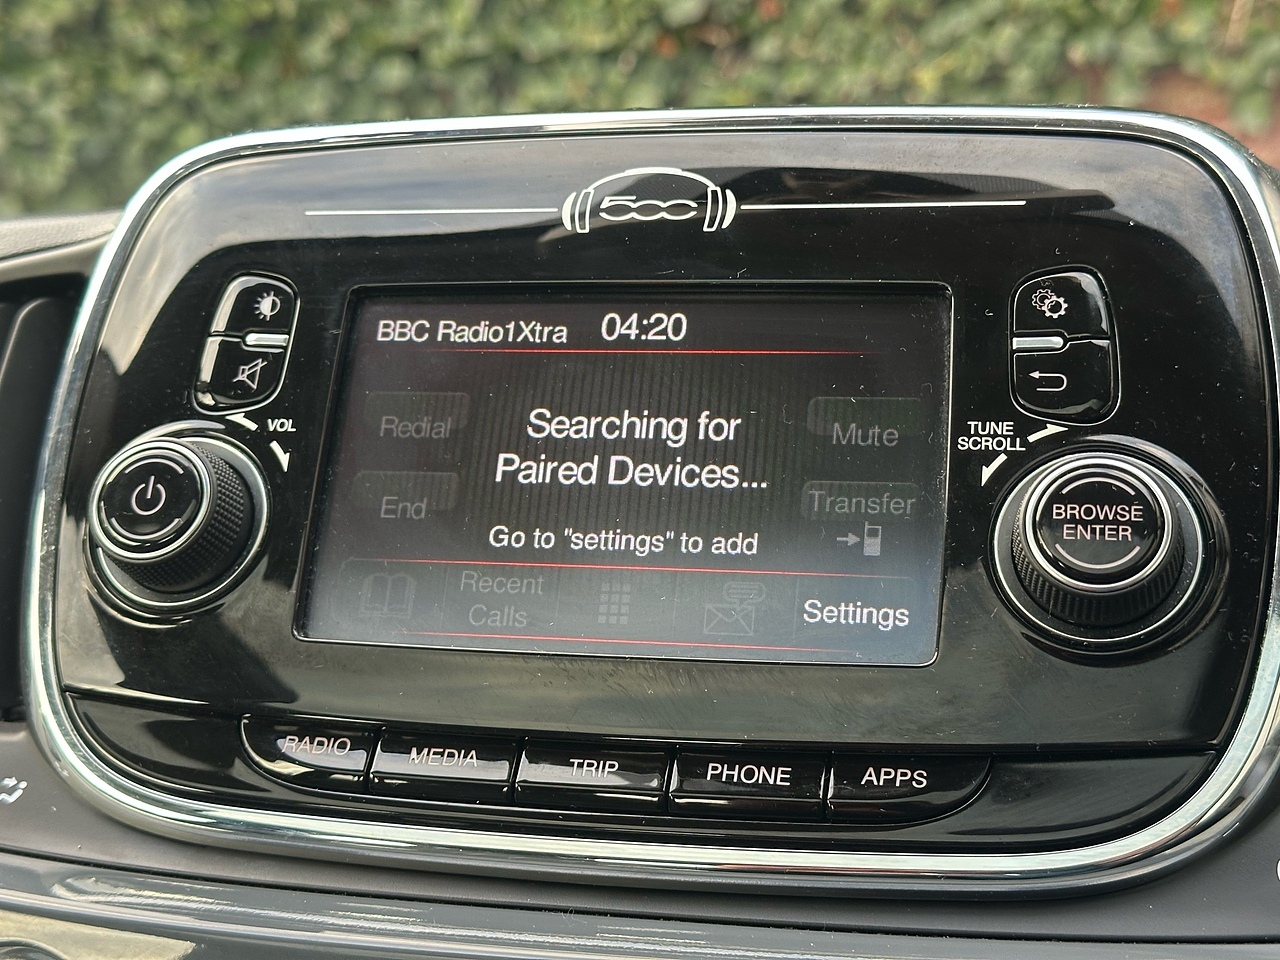 500
BBC Radio1Xtra 04:20
Redial
Searching for
Paired Devices...
Mute
End
Transfer
Go to "settings" to add
Recent
Calls
Settings
VOL
TUNE
SCROLL
BROWSE
ENTER
RADIO
MEDIA
TRIP
PHONE
APPS